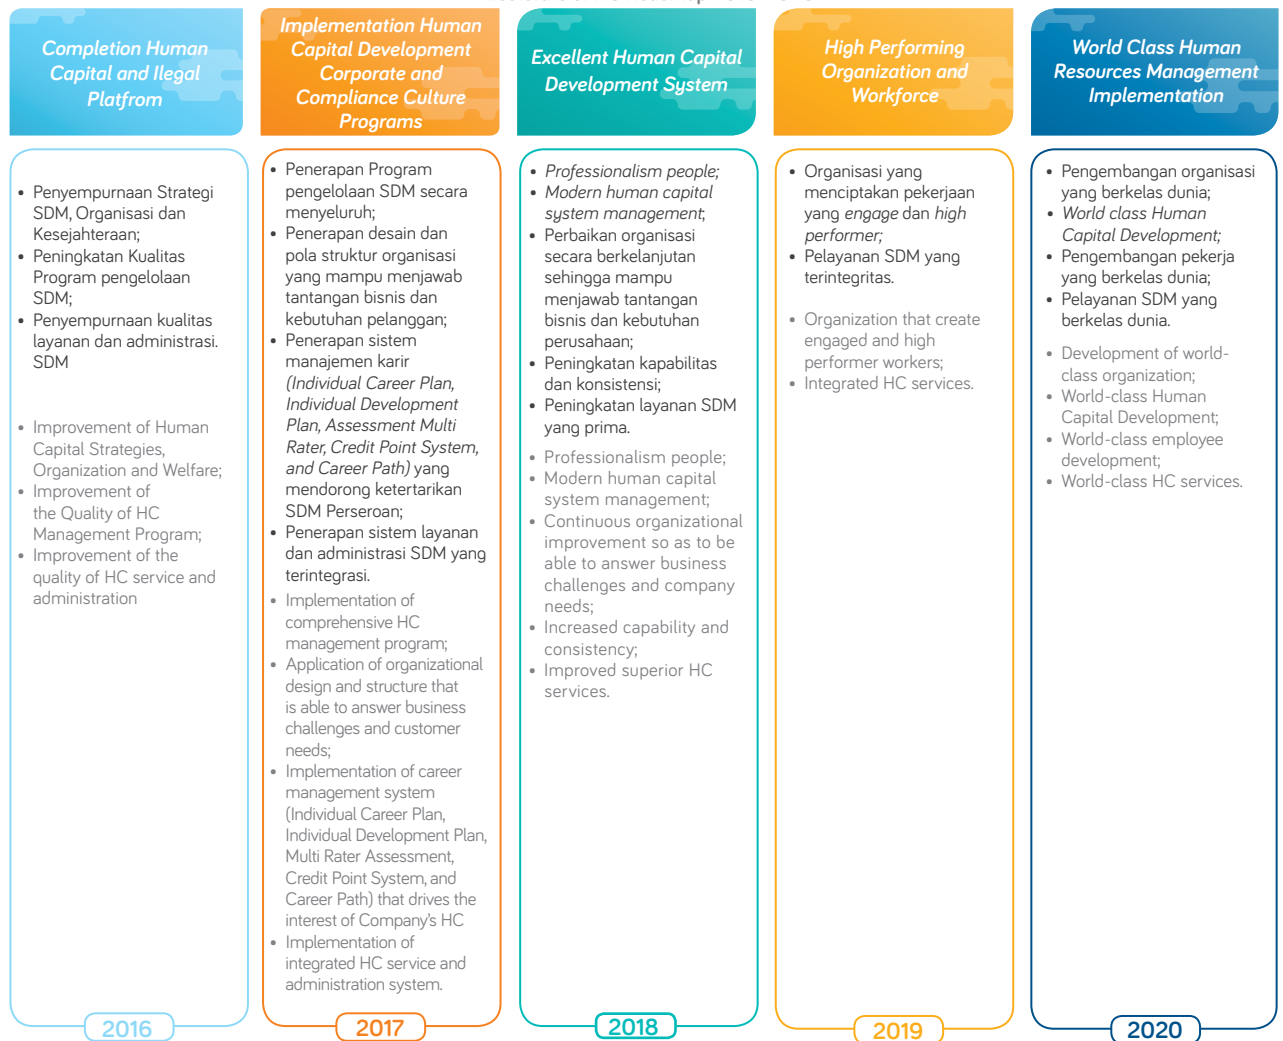 Completion Human
Capital and Ilegal
Platfrom
• Penyempurnaan Strategi
SDM, Organisasi dan
Kesejahteraan;
• Peningkatan Kualitas
Program pengelolaan
SDM;
• Penyempurnaan kualitas
layanan dan administrasi.
SDM
• Improvement of Human
Capital Strategies,
Organization and Welfare;
• Improvement of
the Quality of HC
Management Program;
• Improvement of the
quality of HC service and
administration
2016
Implementation Human
Capital Development
Corporate and
Compliance Culture
Programs
• Penerapan Program
pengelolaan SDM secara
menyeluruh;
• Penerapan desain dan
pola struktur organisasi
yang mampu menjawab
tantangan bisnis dan
kebutuhan pelanggan;
• Penerapan sistem
manajemen karir
(Individual Career Plan,
Individual Development
Plan, Assessment Multi
Rater, Credit Point System,
and Career Path) yang
mendorong ketertarikan
SDM Perseroan;
• Penerapan sistem layanan
dan administrasi SDM yang
terintegrasi.
• Implementation of
comprehensive HC
management program;
• Application of organizational
design and structure that
is able to answer business
challenges and customer
needs;
• Implementation of career
management system
(Individual Career Plan,
Individual Development Plan,
Multi Rater Assessment,
Credit Point System, and
Career Path) that drives the
interest of Company's HC
• Implementation of
integrated HC service and
administration system.
2017
Excellent Human Capital
Development System
• Professionalism people;
• Modern human capital
system management;
• Perbaikan organisasi
secara berkelanjutan
sehingga mampu
menjawab tantangan
bisnis dan kebutuhan
perusahaan;
• Peningkatan kapabilitas
dan konsistensi;
• Peningkatan layanan SDM
yang prima.
• Professionalism people;
• Modern human capital
system management;
• Continuous organizational
improvement so as to be
able to answer business
challenges and company
needs;
• Increased capability and
consistency;
• Improved superior HC
services.
2018
High Performing
Organization and
Workforce
• Organisasi yang
menciptakan pekerjaan
yang engage dan high
performer;
• Pelayanan SDM yang
terintegritas.
• Organization that create
engaged and high
performer workers;
• Integrated HC services.
2019
World Class Human
Resources Management
Implementation
• Pengembangan organisasi
yang berkelas dunia;
• World class Human
Capital Development;
• Pengembangan pekerja
yang berkelas dunia;
• Pelayanan SDM yang
berkelas dunia.
• Development of world-
class organization;
• World-class Human
Capital Development;
• World-class employee
development;
• World-class HC services.
2020